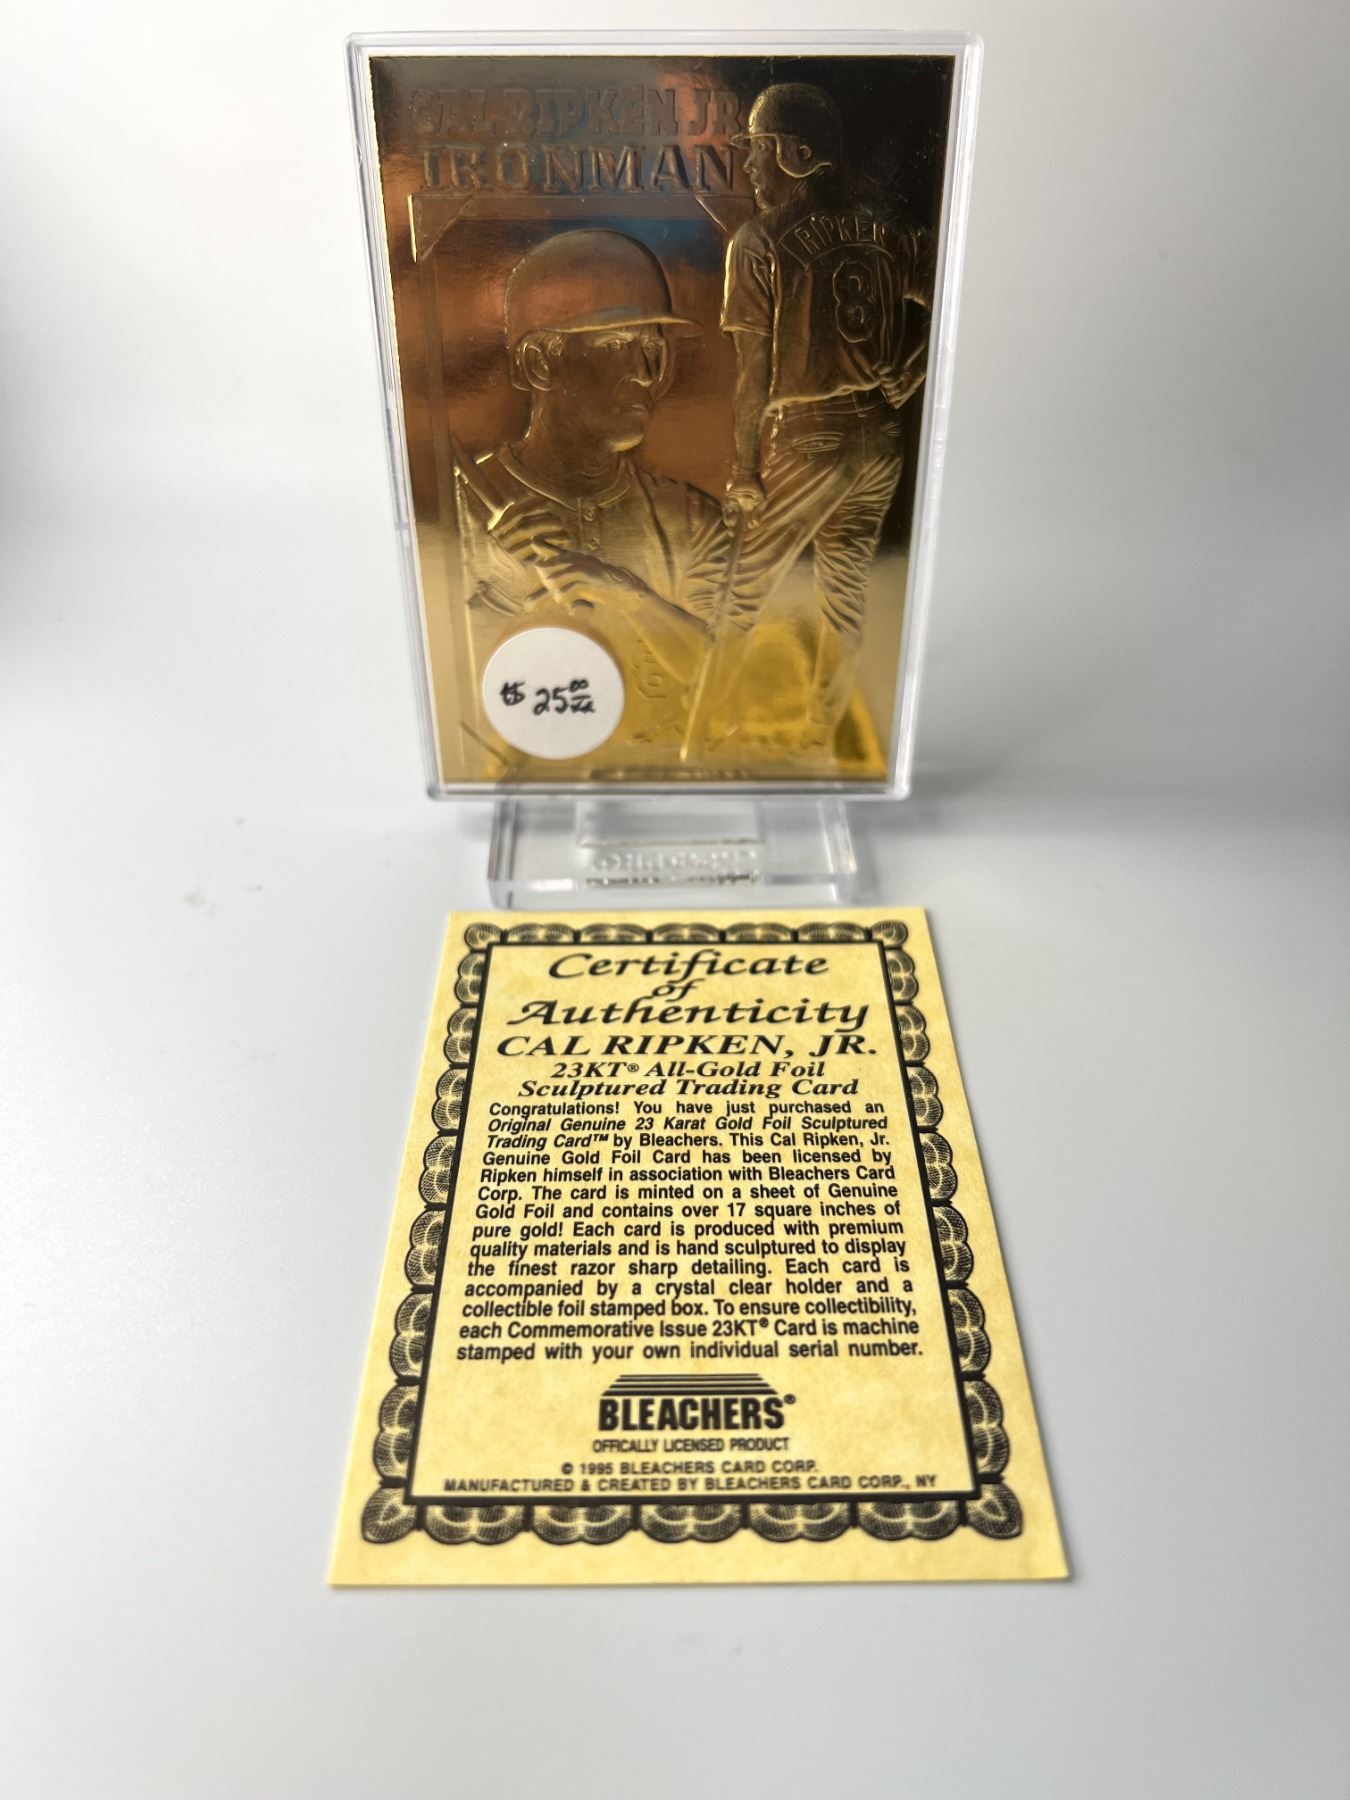 CAL RIPKEN JR
IRONMAN
RIPKEN
8
$ 25.00
Certificate
of
Authenticity
CAL RIPKEN, JR.
23KT® All-Gold Foil
Sculptured Trading Card
Congratulations! You have just purchased an
Original Genuine 23 Karat Gold Foil Sculptured
Trading Card™ by Bleachers. This Cal Ripken, Jr.
Genuine Gold Foil Card has been licensed by
Ripken himself in association with Bleachers Card
Corp. The card is minted on a sheet of Genuine
Gold Foil and contains over 17 square inches of
pure gold! Each card is produced with premium
quality materials and is hand sculptured to display
the finest razor sharp detailing. Each card is
accompanied by a crystal clear holder and a
collectible foil stamped box. To ensure collectibility,
each Commemorative Issue 23KT® Card is machine
stamped with your own individual serial number.
BLEACHERS®
OFFICALLY LICENSED PRODUCT
© 1995 BLEACHERS CARD CORP.
MANUFACTURED & CREATED BY BLEACHERS CARD CORP., NY